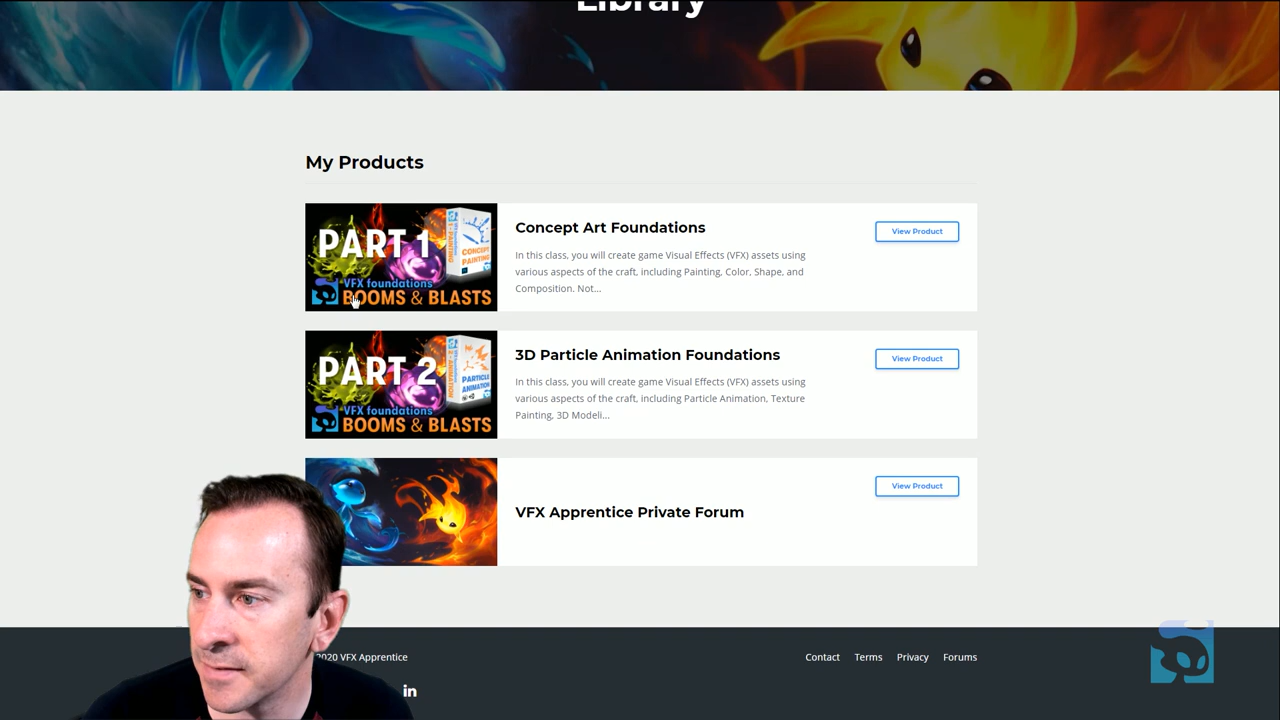 Library
My Products
PART 1
VFX foundations
BOOMS & BLASTS
CONCEPT
PAINTING
Concept Art Foundations
In this class, you will create game Visual Effects (VFX) assets using
various aspects of the craft, including Painting, Color, Shape, and
Composition. Not...
View Product
PART 2
VFX foundations
BOOMS & BLASTS
PARTICLE
ANIMATION
3D Particle Animation Foundations
In this class, you will create game Visual Effects (VFX) assets using
various aspects of the craft, including Particle Animation, Texture
Painting, 3D Modeli...
View Product
VFX Apprentice Private Forum
View Product
2020 VFX Apprentice
Contact Terms Privacy Forums
in